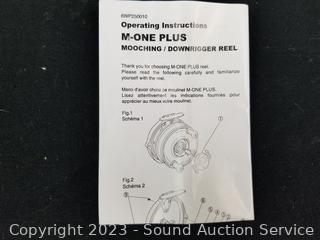 6WP250010
Operating Instructions
M-ONE PLUS
MOOCHING / DOWNRIGGER REEL
Thank you for choosing M-ONE PLUS reel.
Please read the following carefully and familiarize
yourself with the reel.
Merci d'avoir choisi ce moulinet M-ONE PLUS.
Lisez attentivement les indications fournies pour
apprécier au mieux votre moulinet.
Fig.1
Schéma 1
①
Fig.2
Schéma 2
Copyright © 2023 - Sound Auction Service